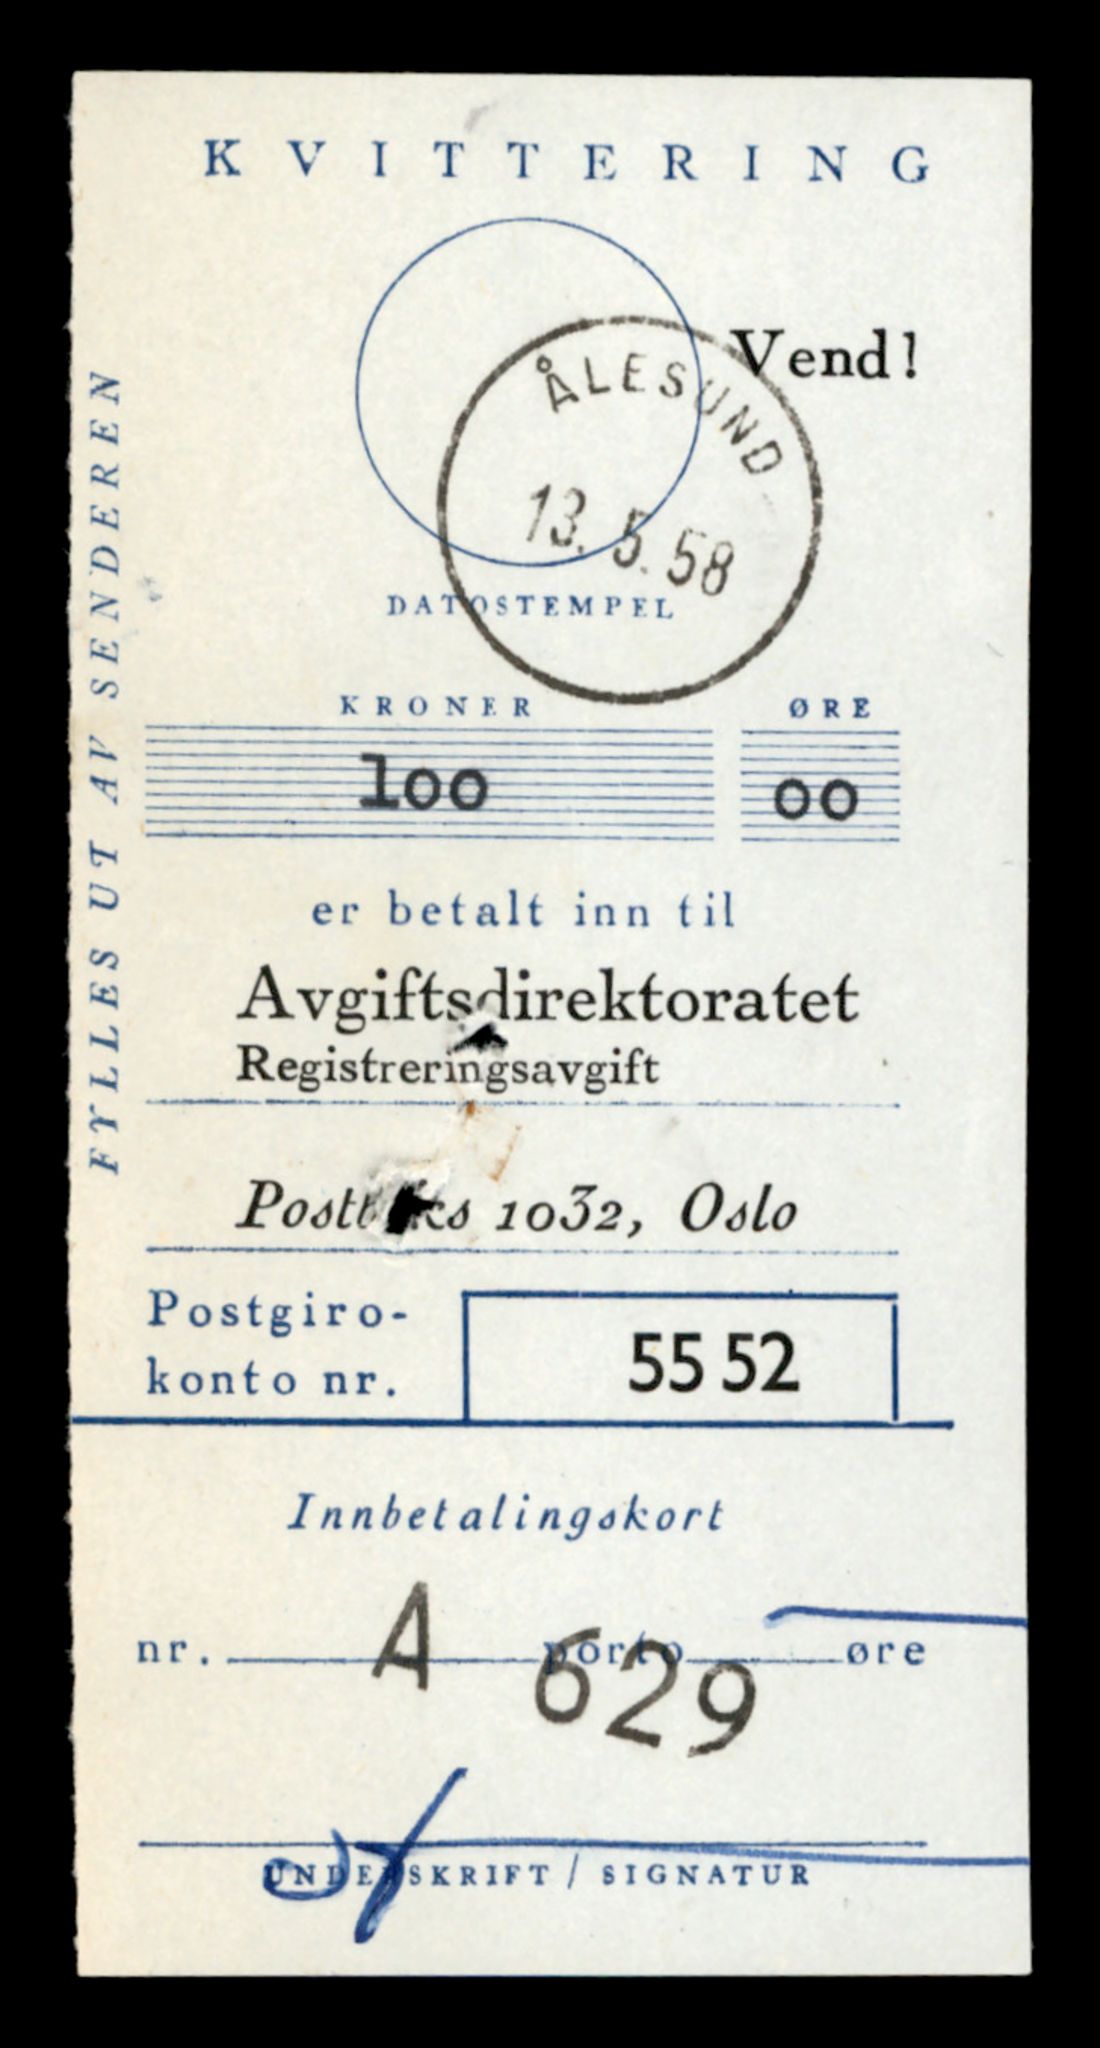 KVITTERING
Vend!
ÅLESUND
13.5.58
DATOSTEMPEL
FYLLES UT AV SENDEREN
KRONER ØRE
100 00
er betalt inn til
Avgiftsdirektoratet
Registreringsavgift
Postboks 1032, Oslo
Postgiro-
konto nr. 55 52
Innbetalingskort
nr. A porto øre
629
UNDERSKRIFT / SIGNATUR